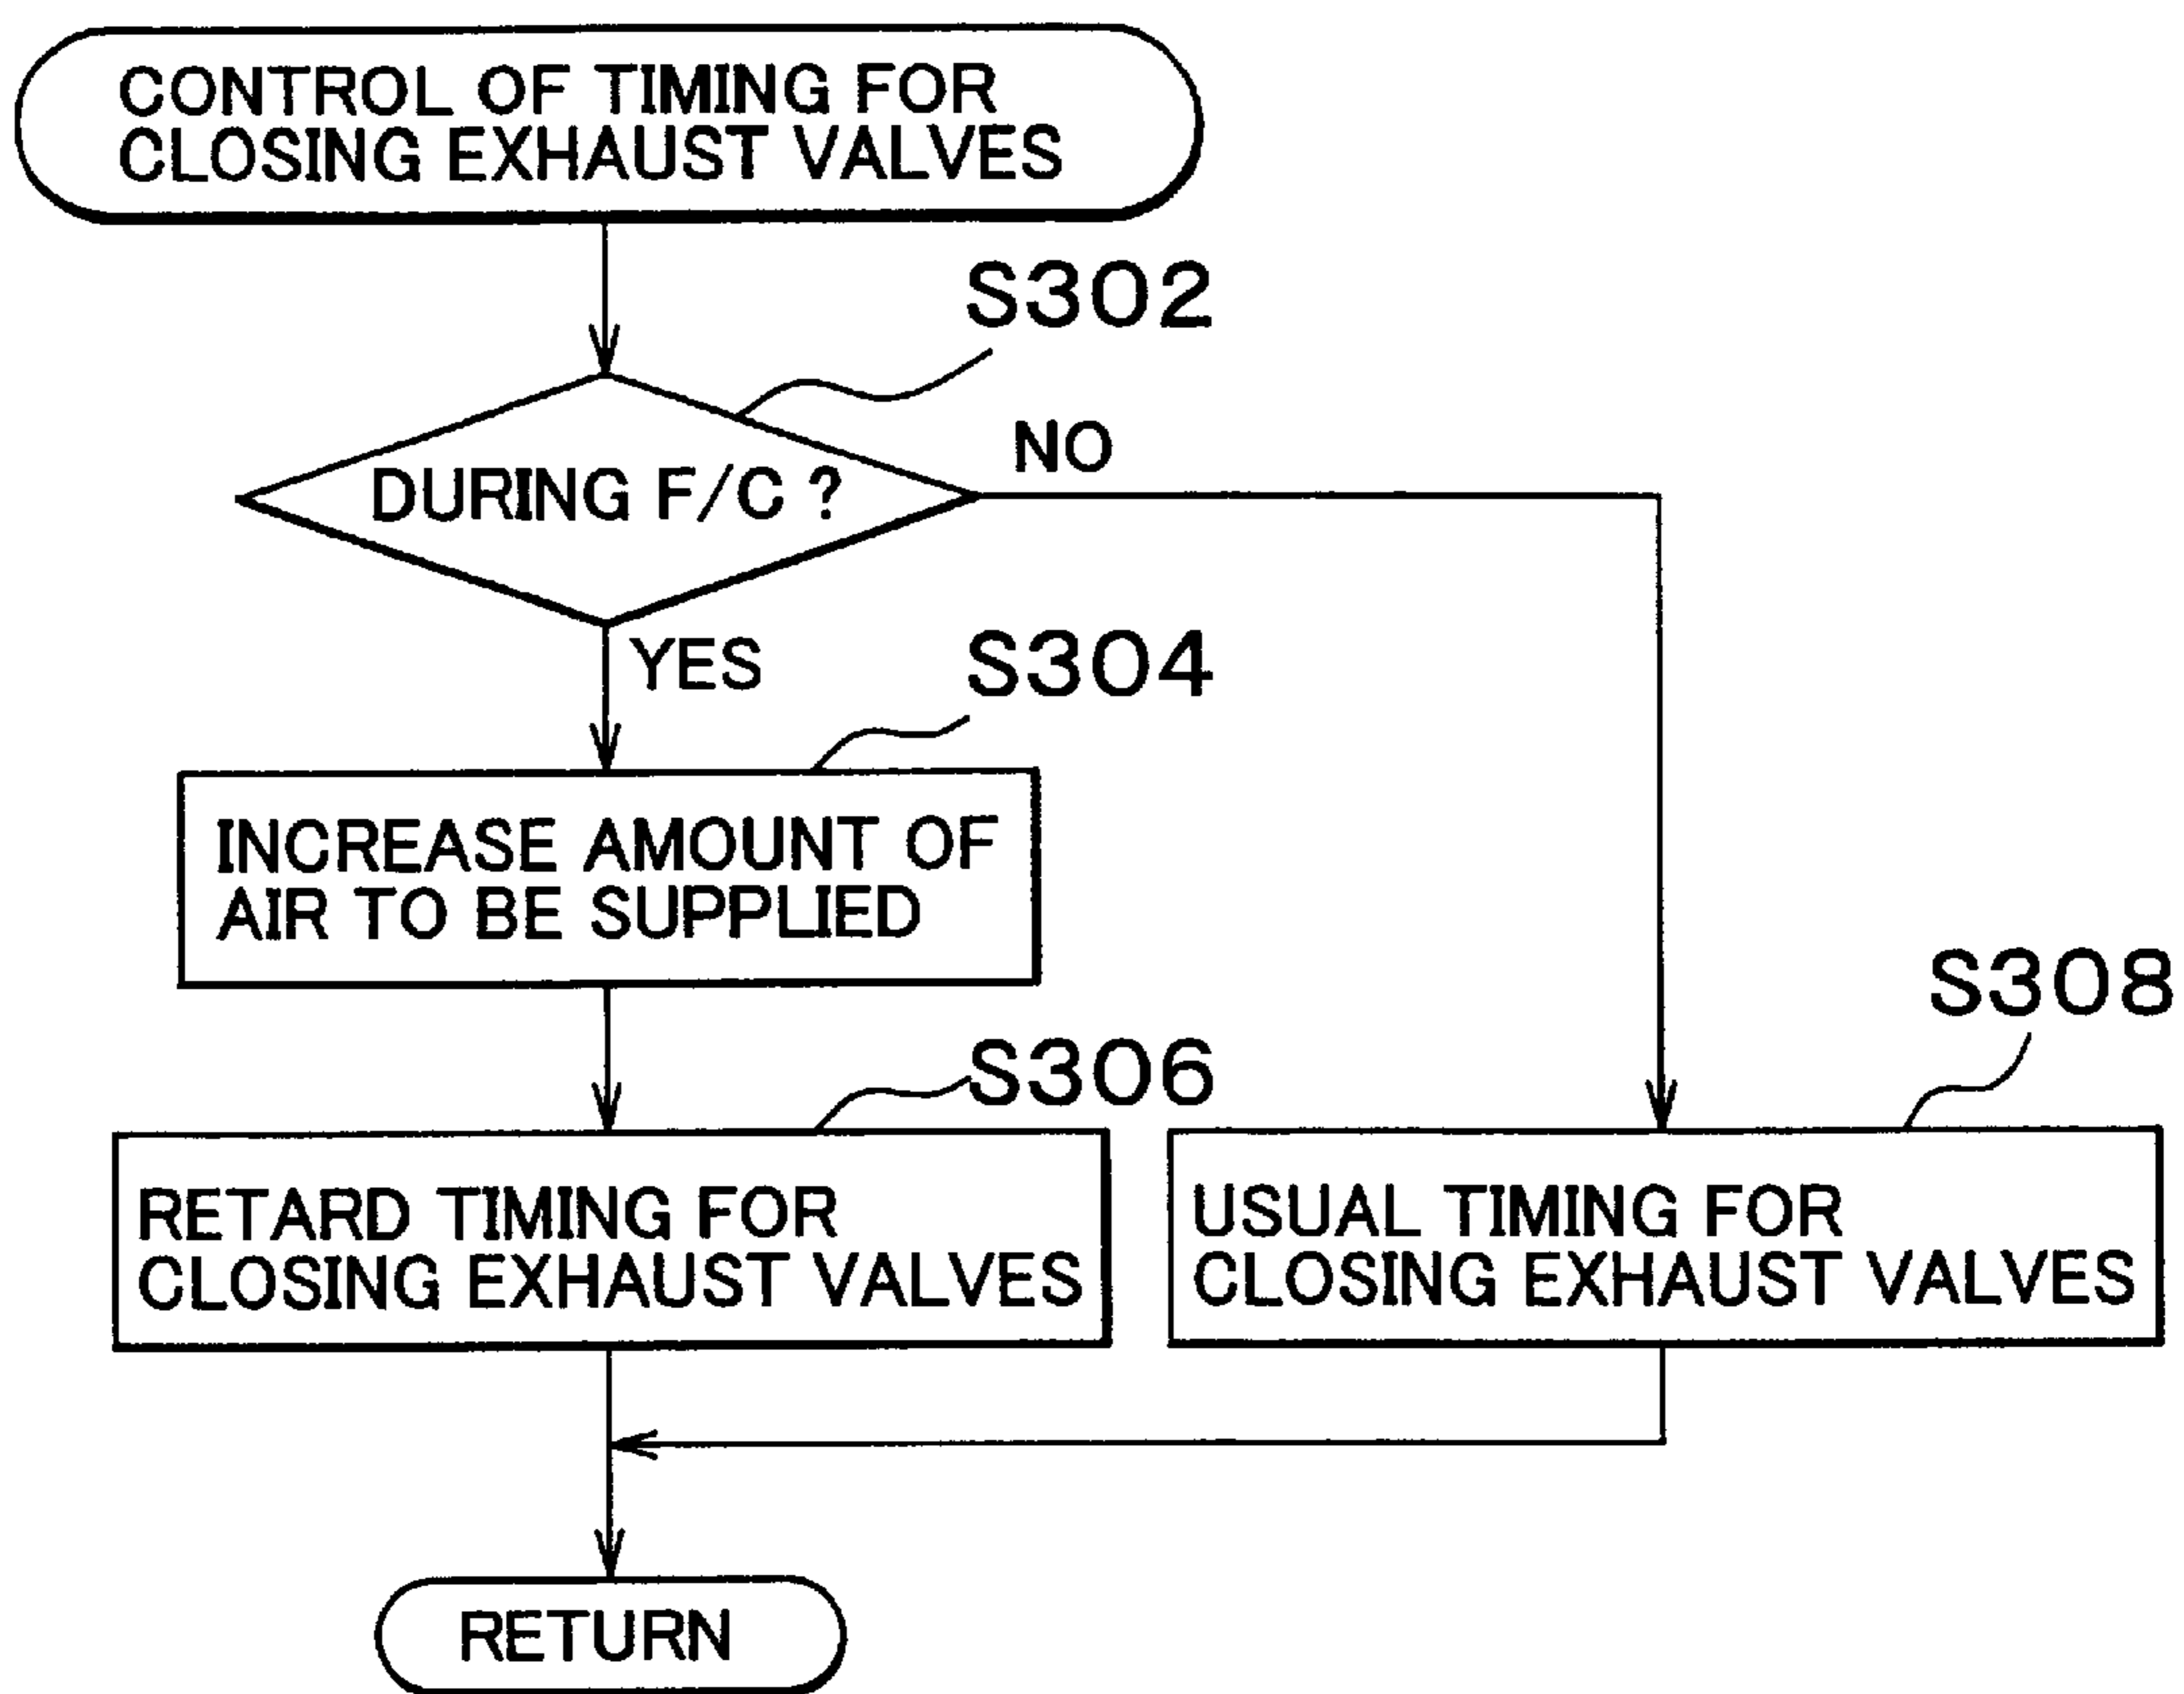 CONTROL OF TIMING FOR
CLOSING EXHAUST VALVES
S302
DURING F/C ?
NO
YES
S304
INCREASE AMOUNT OF
AIR TO BE SUPPLIED
S306
RETARD TIMING FOR
CLOSING EXHAUST VALVES
S308
USUAL TIMING FOR
CLOSING EXHAUST VALVES
RETURN